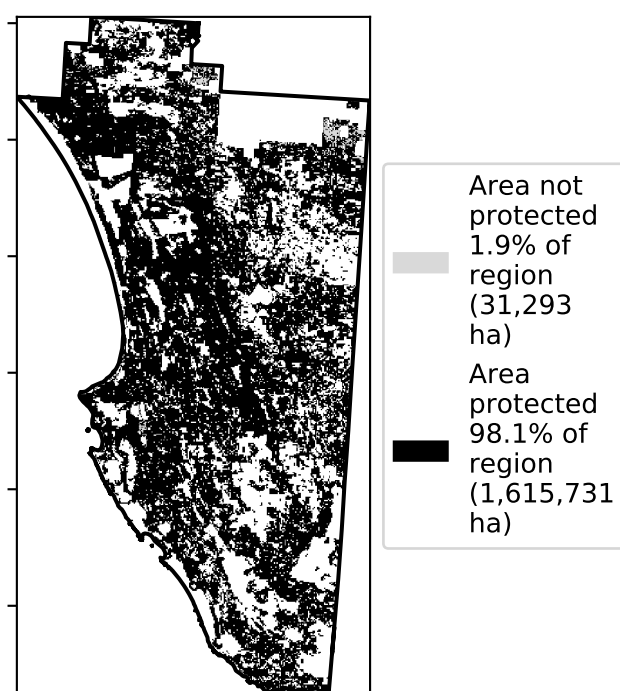 Area not
protected
1.9% of
region
(31,293
ha)
Area
protected
98.1% of
region
(1,615,731
ha)